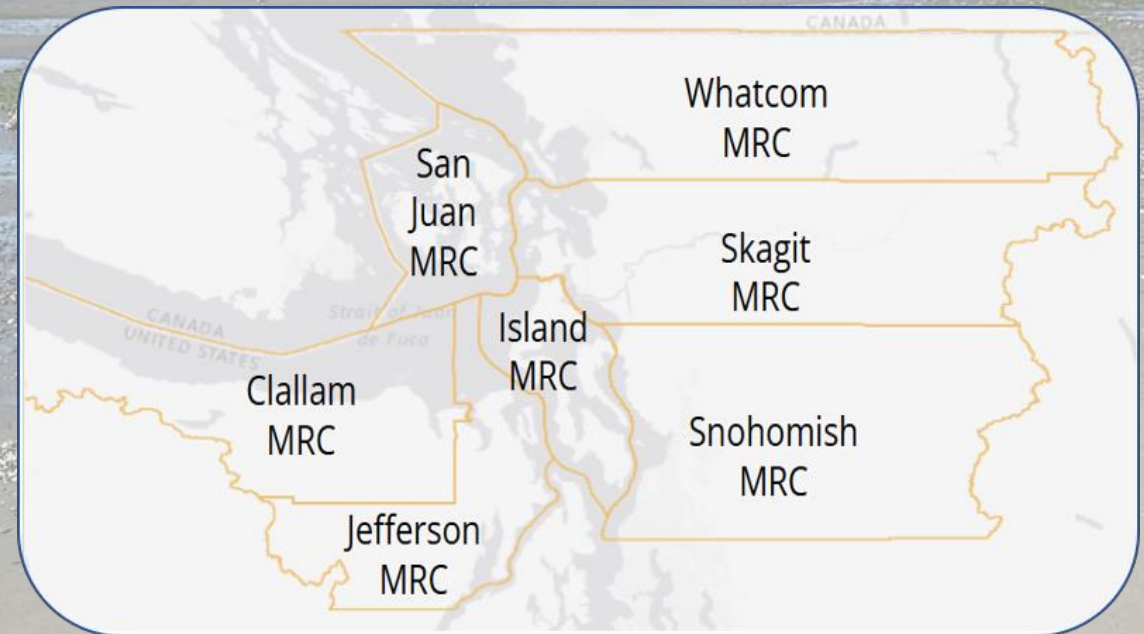 CANADA
Whatcom
MRC
San
Juan
MRC
Skagit
MRC
CANADA
UNITED STATES
Strait of Juan
de Fuca
Island
MRC
Clallam
MRC
Snohomish
MRC
Jefferson
MRC